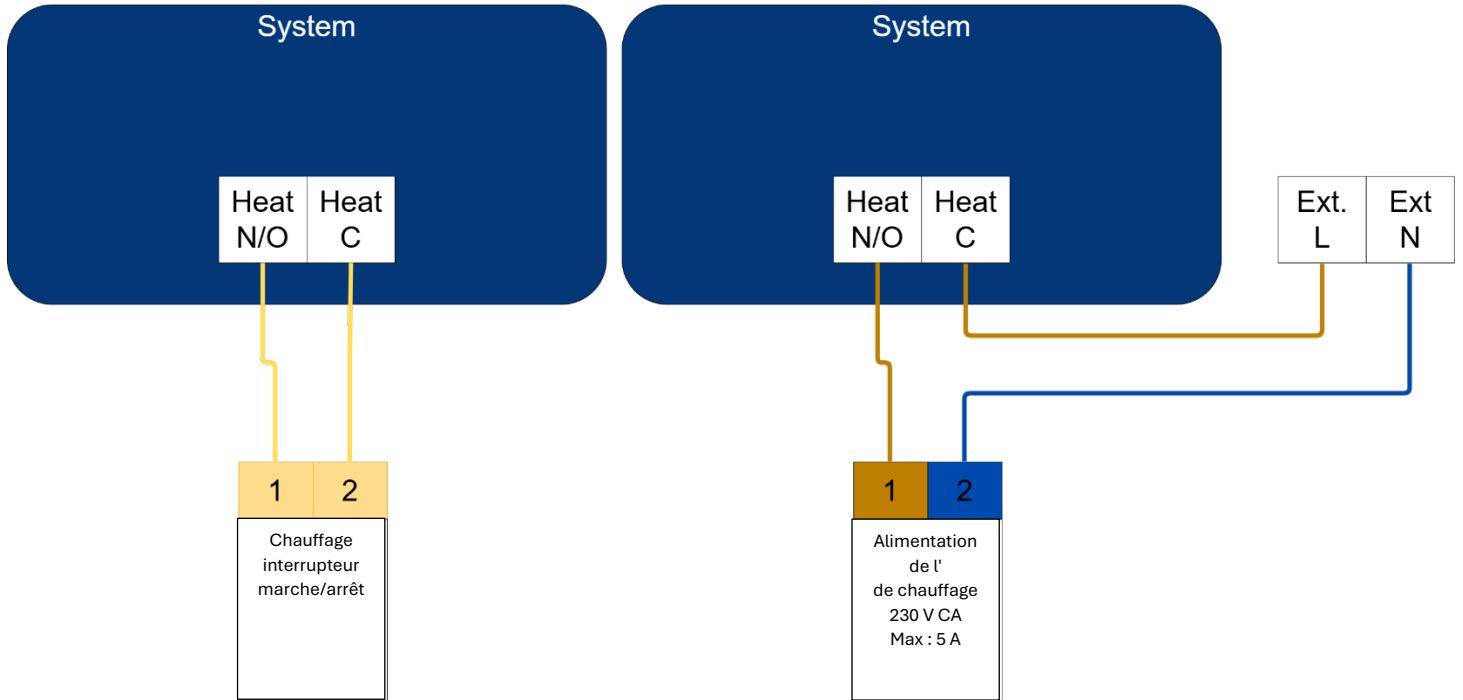 System
Heat
N/O
Heat
C
1
2
Chauffage
interrupteur
marche/arrêt
System
Heat
N/O
Heat
C
Ext.
L
Ext
N
1
2
Alimentation
de l'
de chauffage
230 V CA
Max : 5 A